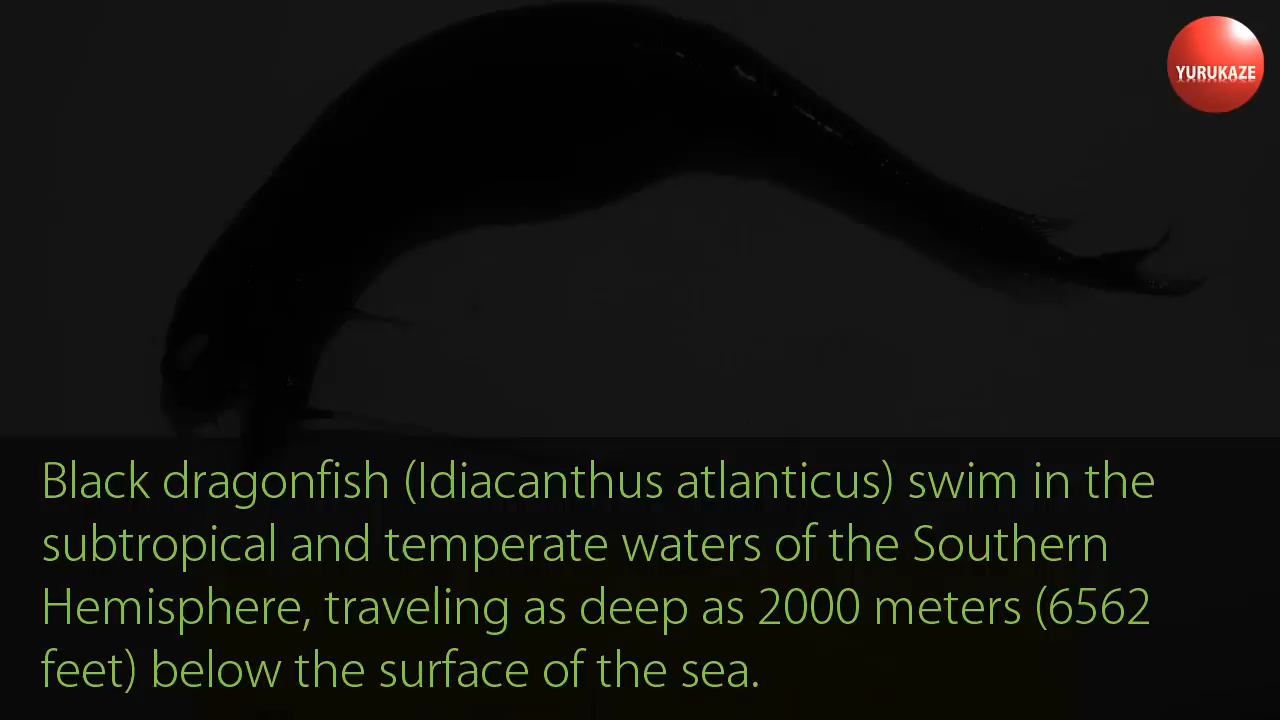 YURUKAZE
Black dragonfish (Idiacanthus atlanticus) swim in the
subtropical and temperate waters of the Southern
Hemisphere, traveling as deep as 2000 meters (6562
feet) below the surface of the sea.